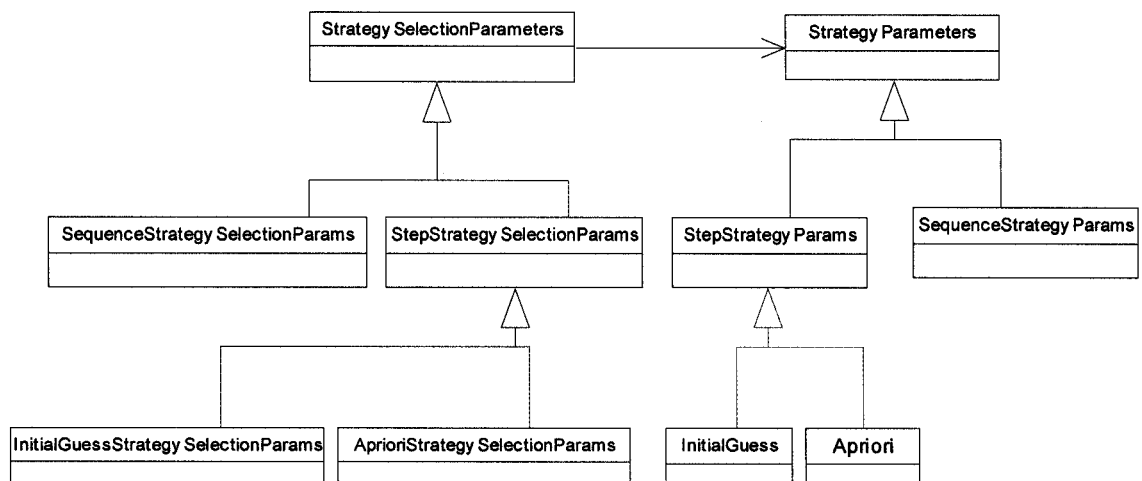 Strategy SelectionParameters
Strategy Parameters
SequenceStrategy SelectionParams
StepStrategy SelectionParams
StepStrategy Params
SequenceStrategy Params
InitialGuessStrategy SelectionParams
AprioriStrategy SelectionParams
InitialGuess
Apriori